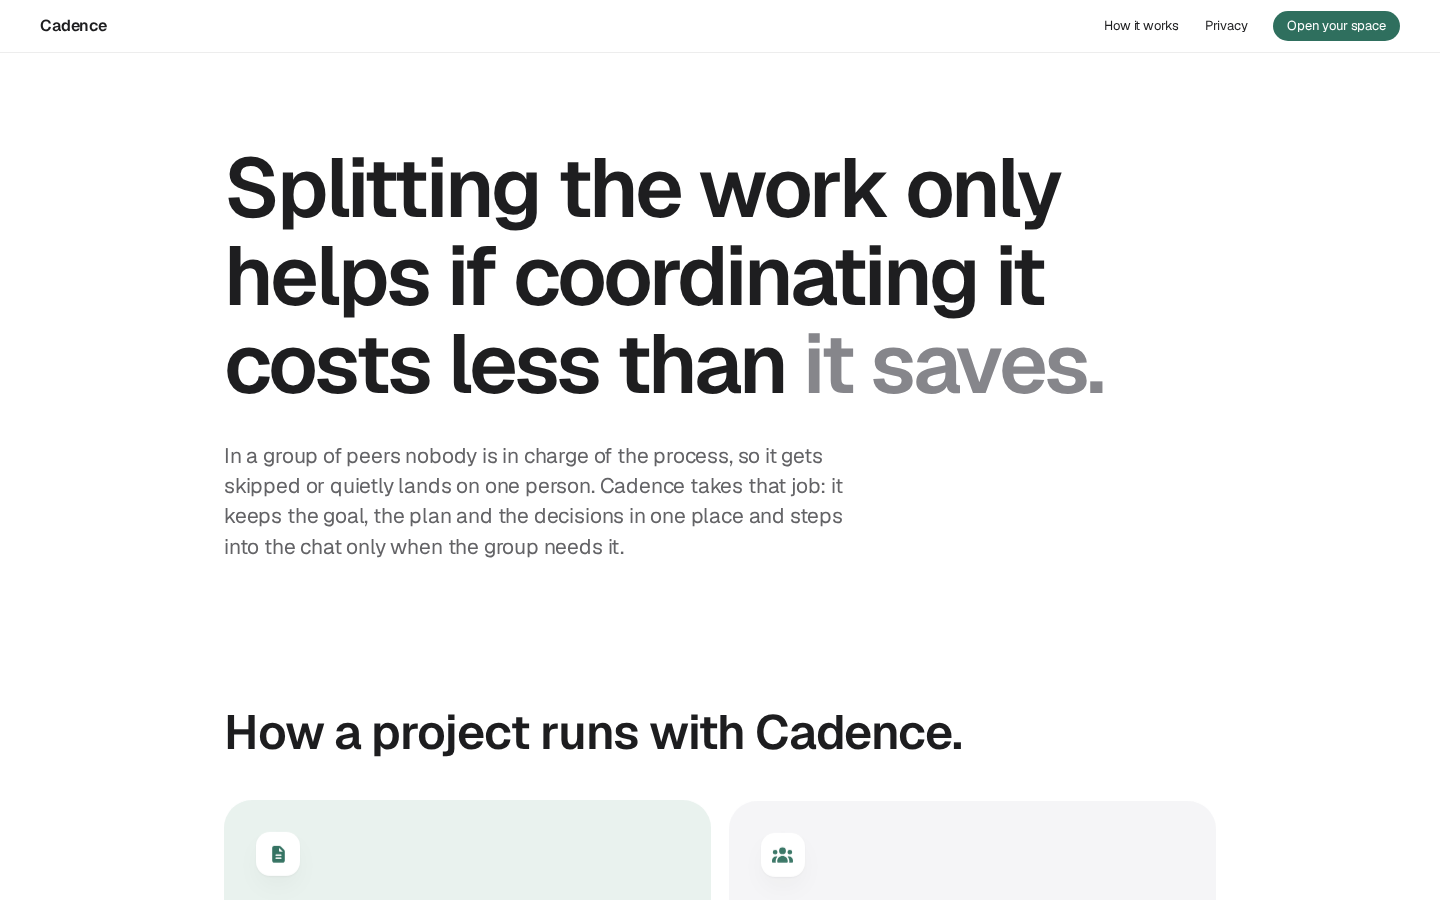 Cadence
How it works
Privacy
Open your space
Splitting the work only
helps if coordinating it
costs less than it saves.
In a group of peers nobody is in charge of the process, so it gets
skipped or quietly lands on one person. Cadence takes that job: it
keeps the goal, the plan and the decisions in one place and steps
into the chat only when the group needs it.
How a project runs with Cadence.